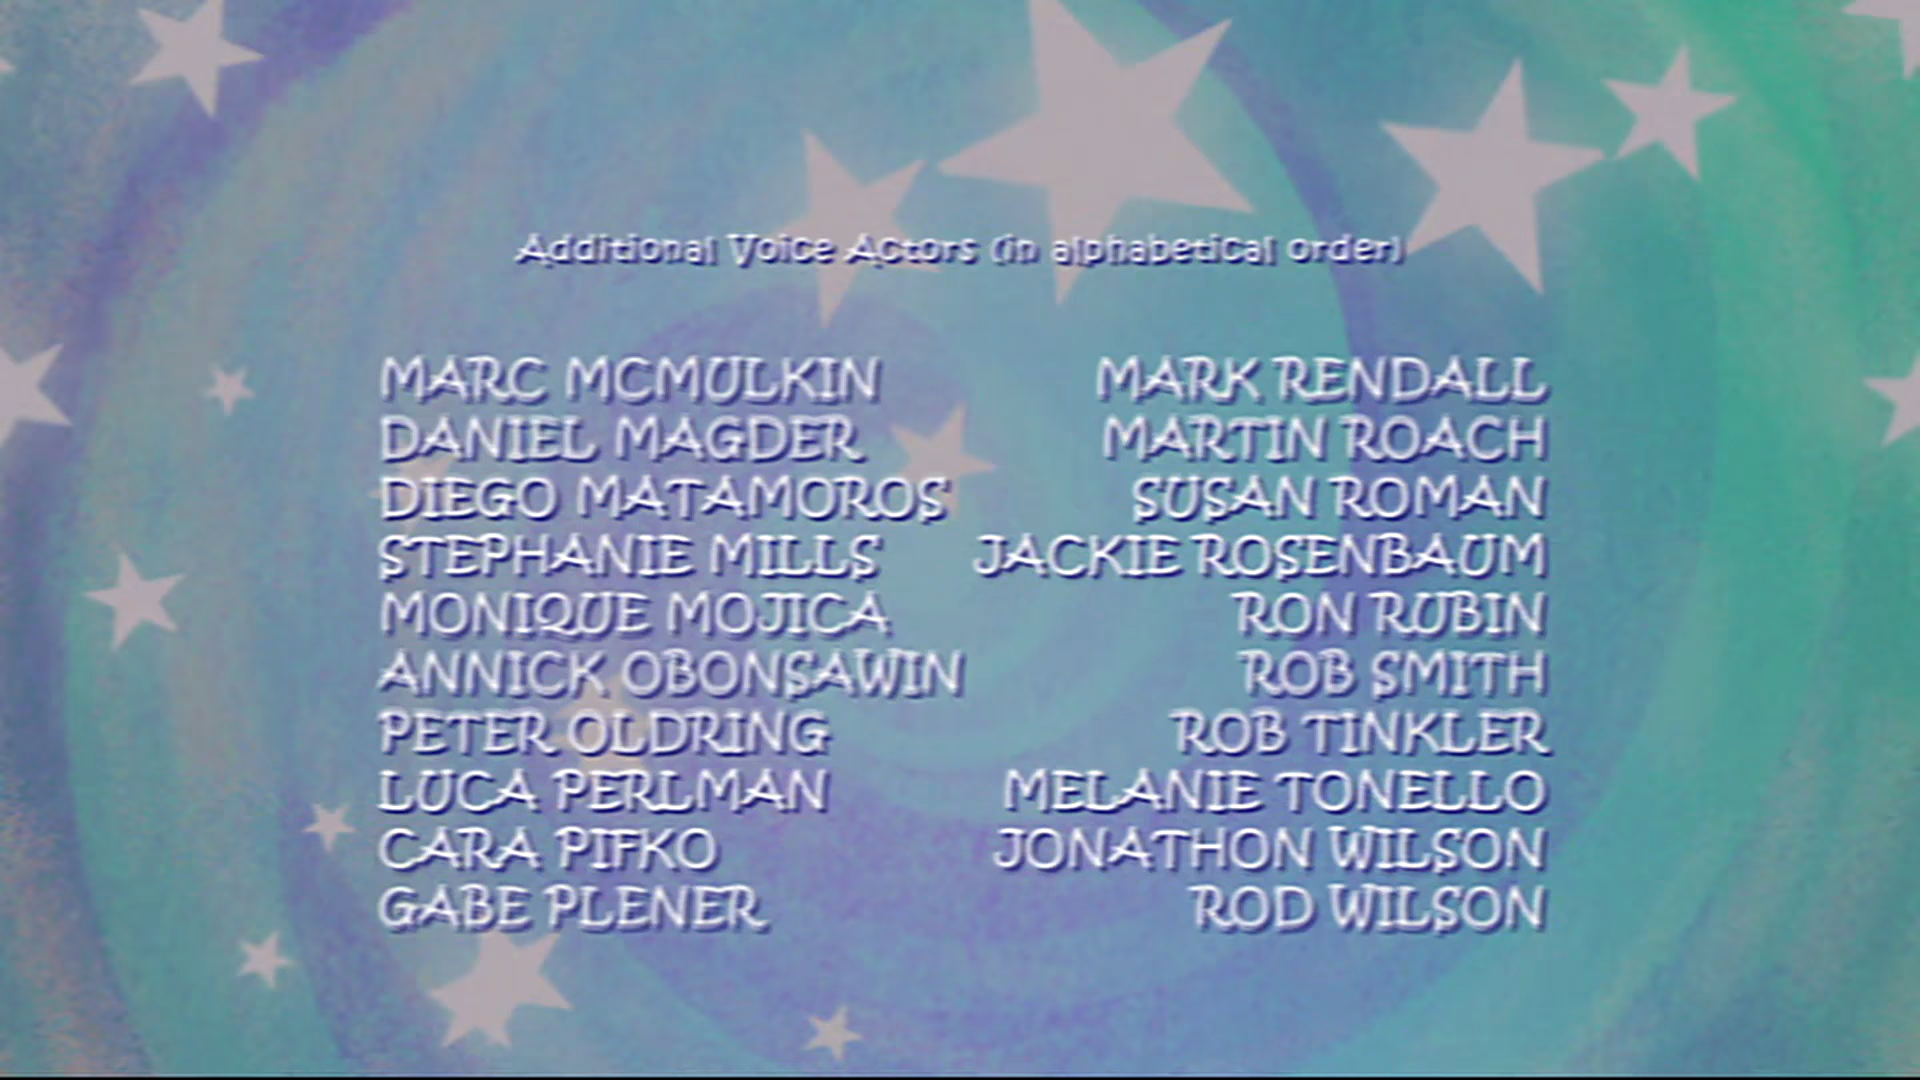 Additional Voice Actors (in alphabetical order)
MARC MCMULKIN
DANIEL MAGDER
DIEGO MATAMOROS
STEPHANIE MILLS
MONIQUE MOJICA
ANNICK OBONSAWIN
PETER OLDRING
LUCA PERLMAN
CARA PIFKO
GABE PLENER
MARK RENDALL
MARTIN ROACH
SUSAN ROMAN
JACKIE ROSENBAUM
RON RUBIN
ROB SMITH
ROB TINKLER
MELANIE TONELLO
JONATHON WILSON
ROD WILSON